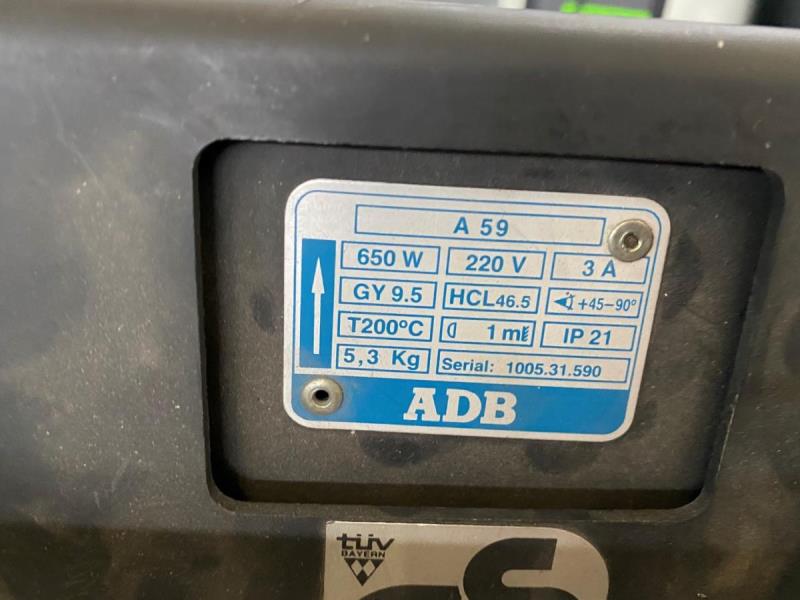 A 59
650 W 220 V 3 A
GY 9.5 HCL46.5 +45–90°
T200°C 1m IP 21
5,3 Kg Serial: 1005.31.590
ADB
TÜV
BAYERN